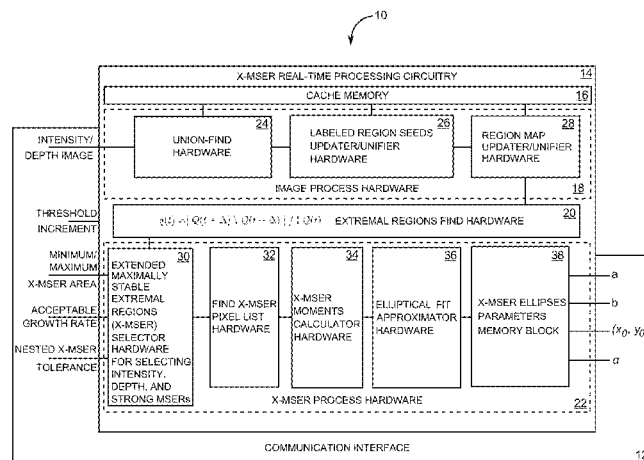 10
X-MSER REAL-TIME PROCESSING CIRCUITRY 14
CACHE MEMORY 16
INTENSITY/
DEPTH IMAGE
24
UNION-FIND
HARDWARE
26
LABELED REGION SEEDS
UPDATER/UNIFIER
HARDWARE
28
REGION MAP
UPDATER/UNIFIER
HARDWARE
IMAGE PROCESS HARDWARE 18
THRESHOLD
INCREMENT
EXTREMAL REGIONS FIND HARDWARE 20
MINIMUM/
MAXIMUM
X-MSER AREA
ACCEPTABLE
GROWTH RATE
NESTED X-MSER
TOLERANCE
30
EXTENDED
MAXIMALLY
STABLE
EXTREMAL
REGIONS
(X-MSER)
SELECTOR
HARDWARE
FOR SELECTING
INTENSITY,
DEPTH, AND
STRONG MSERs
32
FIND X-MSER
PIXEL LIST
HARDWARE
34
X-MSER
MOMENTS
CALCULATOR
HARDWARE
36
ELLIPTICAL FIT
APPROXIMATOR
HARDWARE
38
X-MSER ELLIPSES
PARAMETERS
MEMORY BLOCK
a
b
(x0, y0
X-MSER PROCESS HARDWARE 22
COMMUNICATION INTERFACE